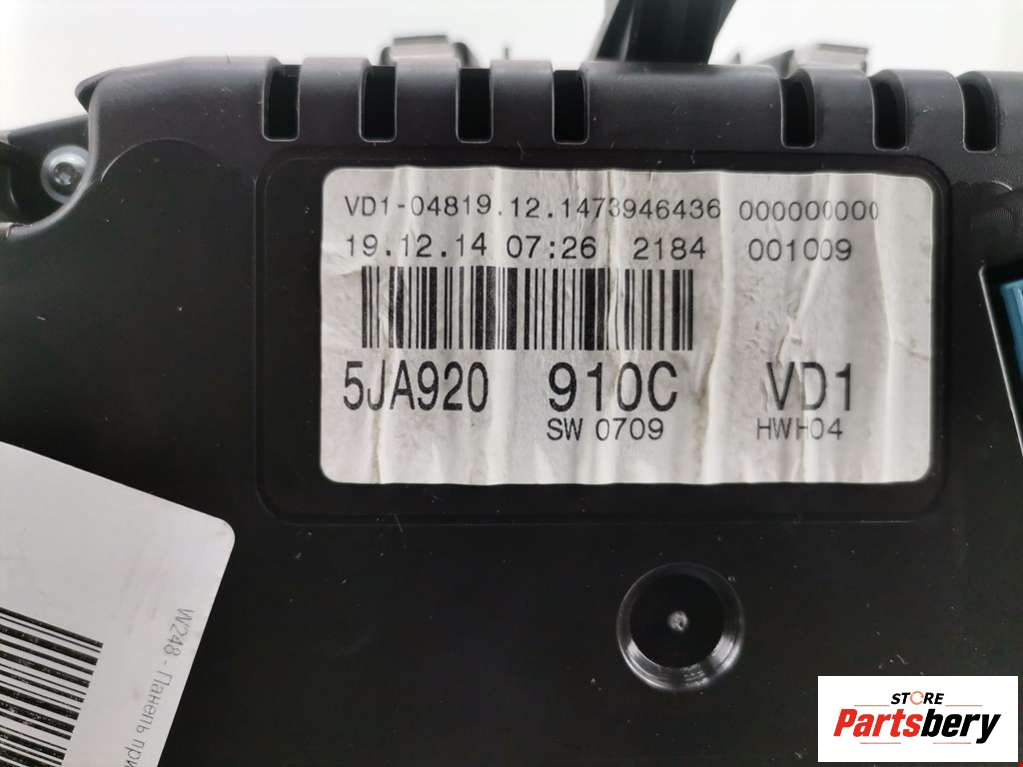 VD1-04819.12.1473946436 000000000
19.12.14 07:26 2184 001009
5JA920 910C VD1
SW 0709 HWH04
W248 - Панель при
STORE
Partsbery